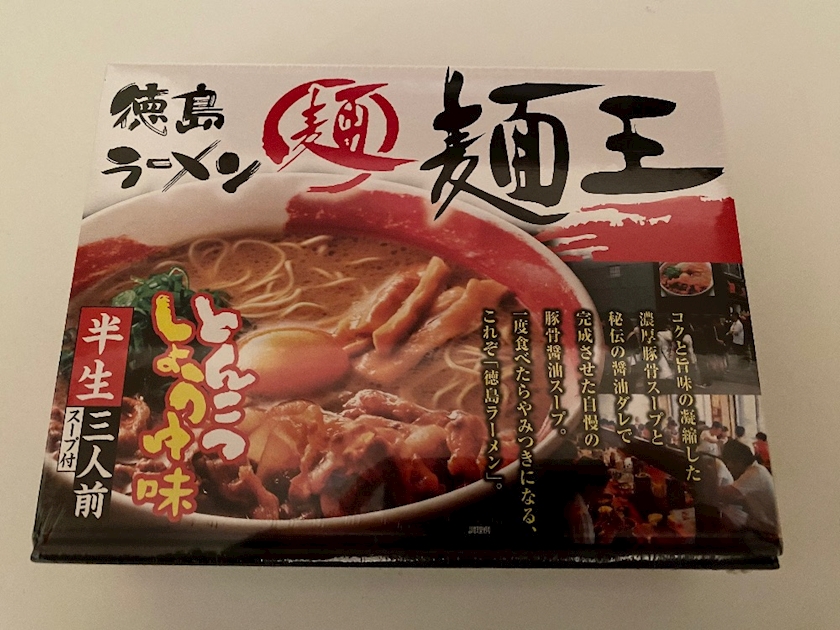 徳島
ラーメン
麺
麺王
コクと旨味の凝縮した
濃厚豚骨スープと
秘伝の醤油ダレで
完成させた自慢の
豚骨醤油スープ。
一度食べたらやみつきになる、
これぞ「徳島ラーメン」。
とんこつ
しょうゆ味
半生
三人前
スープ付
調理例